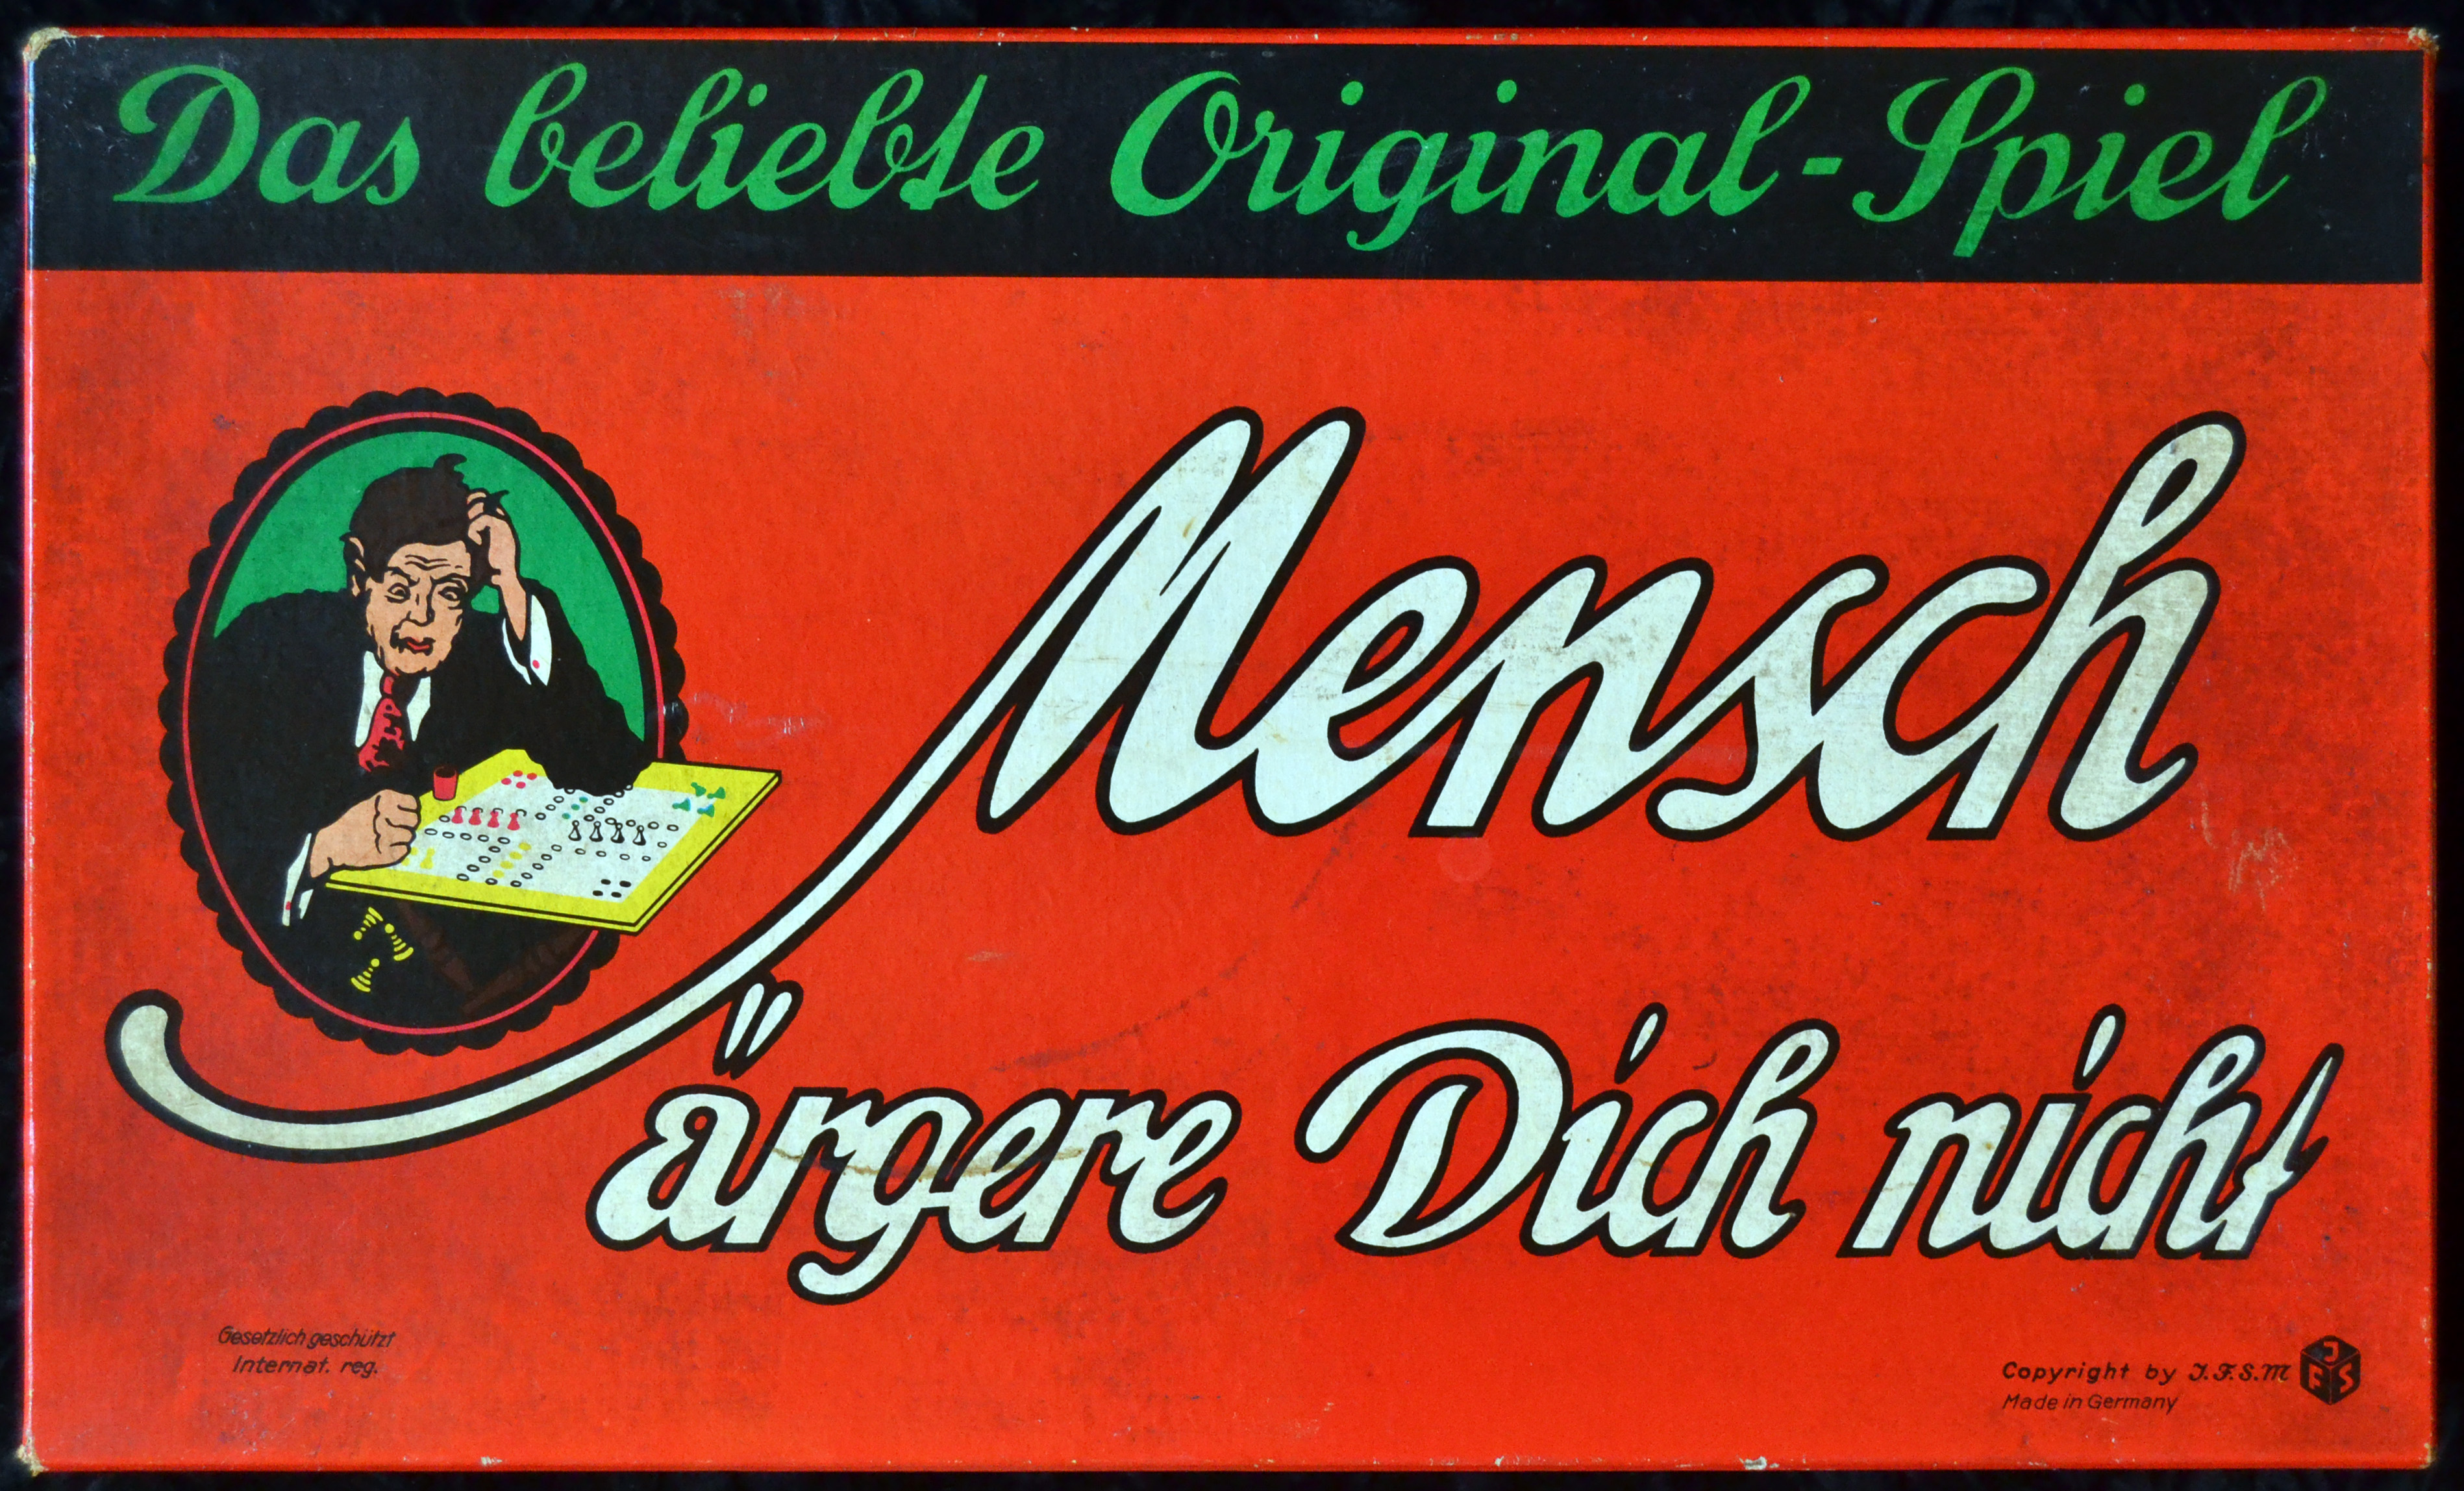 Das beliebte Original-Spiel
Mensch
ärgere Dich nicht
Gesetzlich geschützt
Internat. reg.
Copyright by J.F.S.M
Made in Germany
J
F S